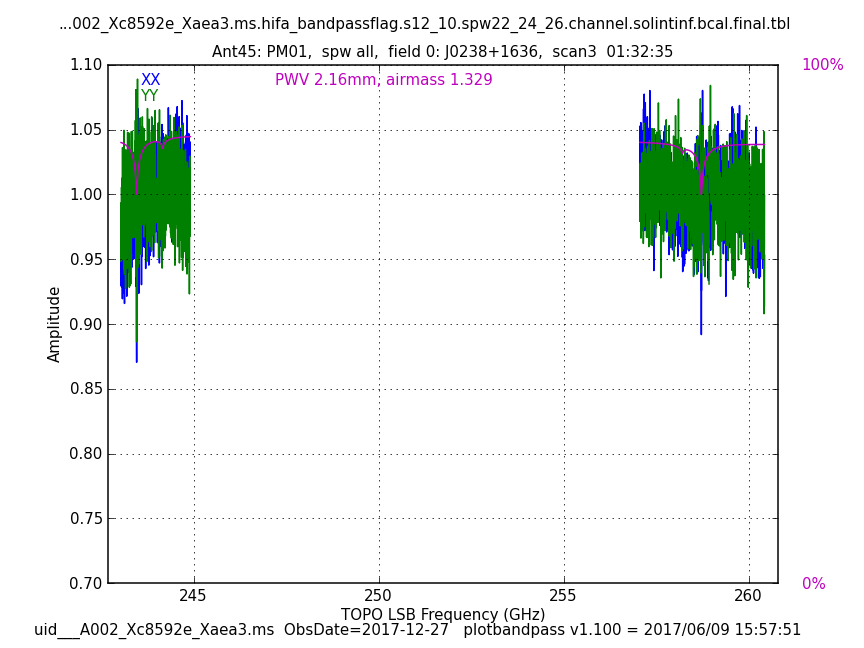 ...002_Xc8592e_Xaea3.ms.hifa_bandpassflag.s12_10.spw22_24_26.channel.solintinf.bcal.final.tbl
Ant45: PM01,  spw all,  field 0: J0238+1636,  scan3  01:32:35
1.10
XX
PWV 2.16mm, airmass 1.329
100%
YY
1.05
1.00
0.95
0.90
Amplitude
0.85
0.80
0.75
0.70
0%
245
250
255
260
TOPO LSB Frequency (GHz)
uid___A002_Xc8592e_Xaea3.ms  ObsDate=2017-12-27   plotbandpass v1.100 = 2017/06/09 15:57:51